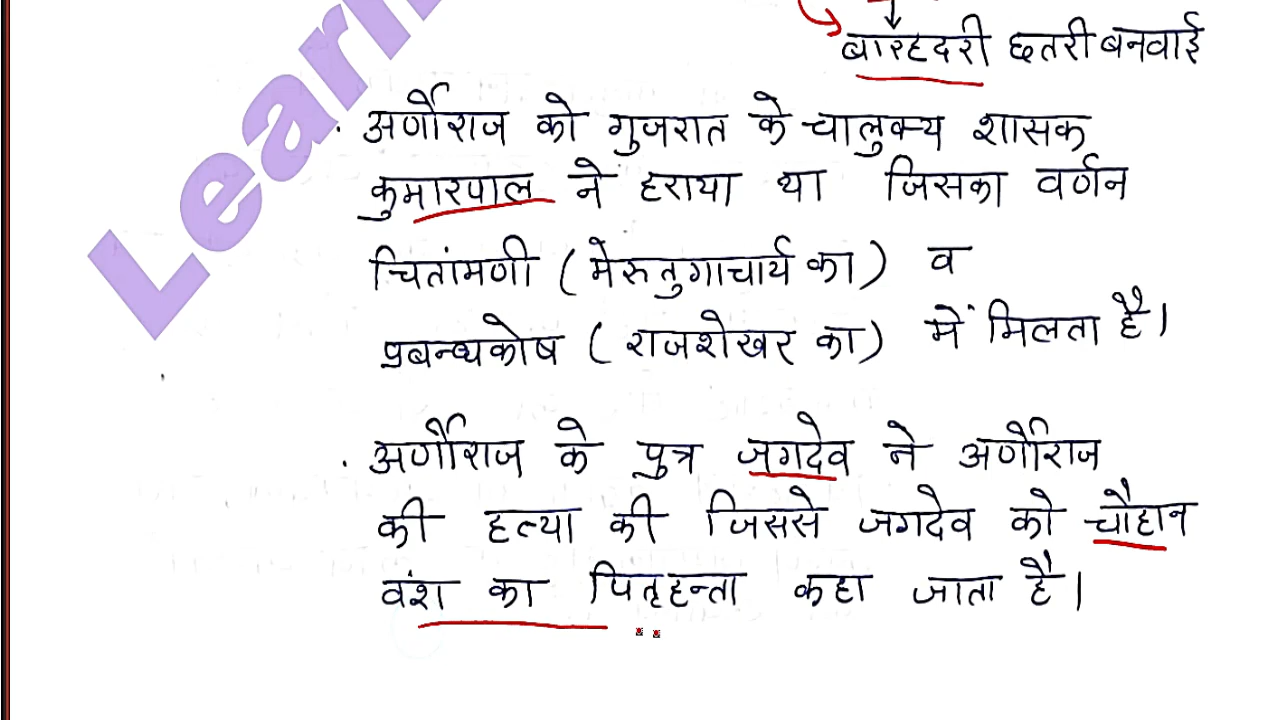 बारहदरी छतरी बनवाई
Learn
. अर्णोराज को गुजरात के चालुक्य शासक
कुमारपाल ने हराया था जिसका वर्णन
चितांमणी (मेरुतुगाचार्य का) व
प्रबन्धकोष (राजशेखर का) में मिलता है।
. अर्णोराज के पुत्र जगदेव ने अर्णोराज
की हत्या की जिससे जगदेव को चौहान
वंश का पितृहन्ता कहा जाता है।